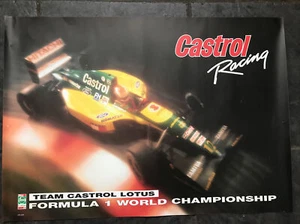 Castrol
Racing
Castrol
TEAM CASTROL LOTUS
FORMULA 1 WORLD CHAMPIONSHIP